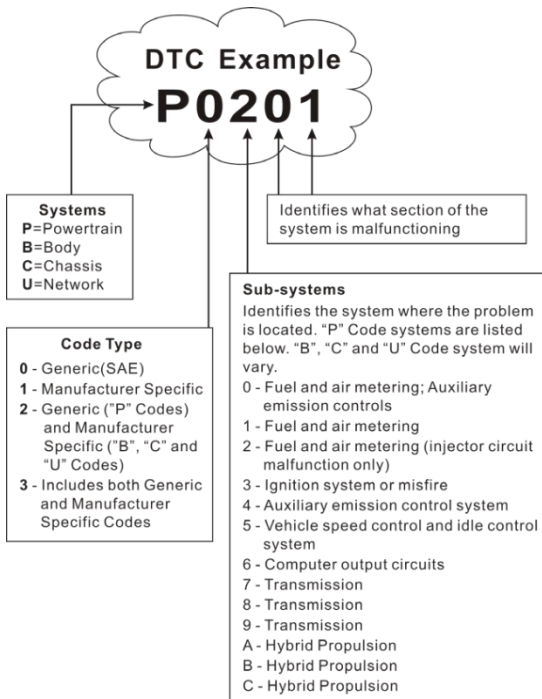 DTC Example
P0201
Systems
P=Powertrain
B=Body
C=Chassis
U=Network
Identifies what section of the
system is malfunctioning
Code Type
0 - Generic(SAE)
1 - Manufacturer Specific
2 - Generic ("P" Codes)
and Manufacturer
Specific ("B", "C" and
"U" Codes)
3 - Includes both Generic
and Manufacturer
Specific Codes
Sub-systems
Identifies the system where the problem
is located. “P” Code systems are listed
below. “B”, “C” and “U” Code system will
vary.
0 - Fuel and air metering; Auxiliary
emission controls
1 - Fuel and air metering
2 - Fuel and air metering (injector circuit
malfunction only)
3 - Ignition system or misfire
4 - Auxiliary emission control system
5 - Vehicle speed control and idle control
system
6 - Computer output circuits
7 - Transmission
8 - Transmission
9 - Transmission
A - Hybrid Propulsion
B - Hybrid Propulsion
C - Hybrid Propulsion